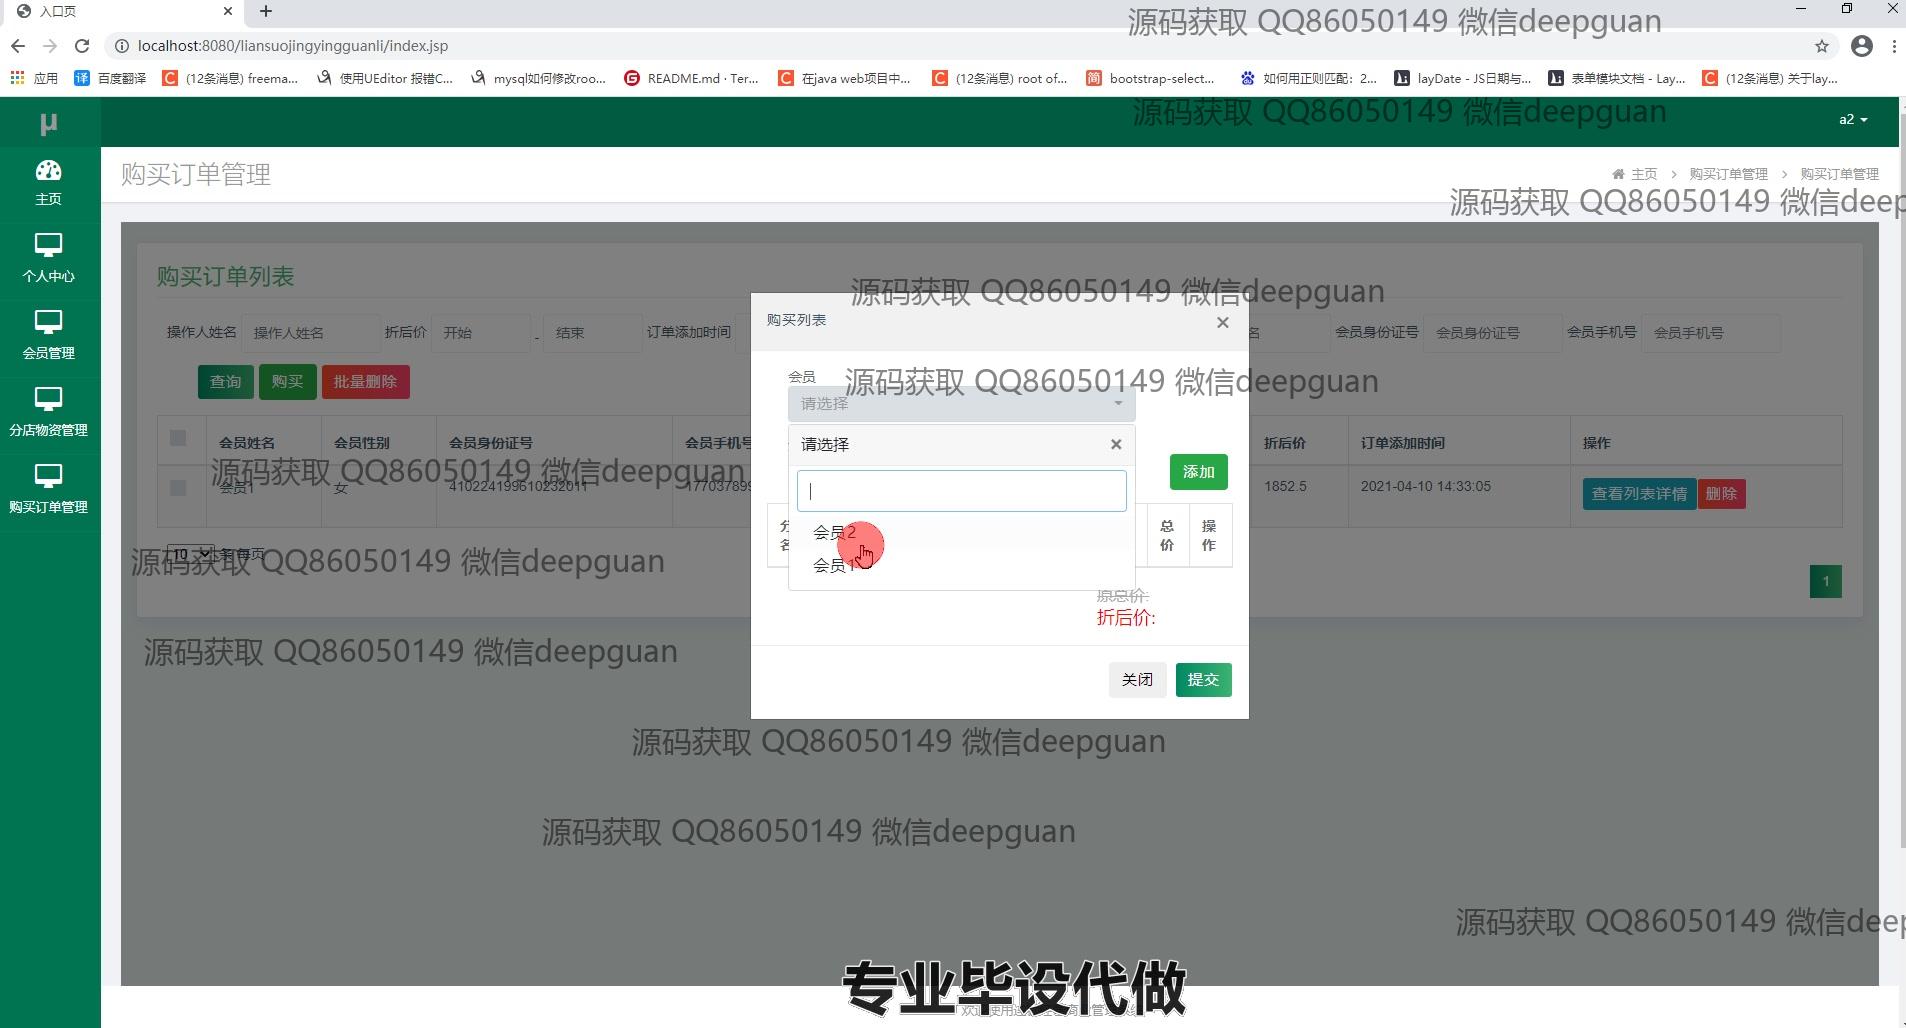 入口页
源码获取 QQ86050149 微信deepguan
localhost:8080/liansuojingyingguanli/index.jsp
应用
译 百度翻译
(12条消息) freema...
使用UEditor 报错C...
mysql如何修改roo...
README.md · Ter...
在java web项目中...
(12条消息) root of...
简 bootstrap-select...
如何用正则匹配：2...
layDate - JS日期与...
表单模块文档 - Lay...
(12条消息) 关于lay...
μ
源码获取 QQ86050149 微信deepguan
a2
主页
个人中心
会员管理
分店物资管理
购买订单管理
购买订单管理
主页 > 购买订单管理 > 购买订单管理
源码获取 QQ86050149 微信deep
购买订单列表
源码获取 QQ86050149 微信deepguan
操作人姓名 操作人姓名 折后价 开始 - 结束 订单添加时间
名 会员身份证号 会员身份证号 会员手机号 会员手机号
查询 购买 批量删除
购买列表 ×
会员
源码获取 QQ86050149 微信deepguan
请选择
请选择 ×
会员2
会员1
添加
总价
操作
原总价:
折后价:
关闭 提交
会员姓名 会员性别 会员身份证号 会员手机号 折后价 订单添加时间 操作
会员1 女 410224199610232011 1770378 1852.5 2021-04-10 14:33:05 查看列表详情 删除
源码获取 QQ86050149 微信deepguan
10 条 每页
源码获取 QQ86050149 微信deepguan
1
源码获取 QQ86050149 微信deepguan
源码获取 QQ86050149 微信deepguan
源码获取 QQ86050149 微信deepguan
源码获取 QQ86050149 微信deep
专业毕设代做